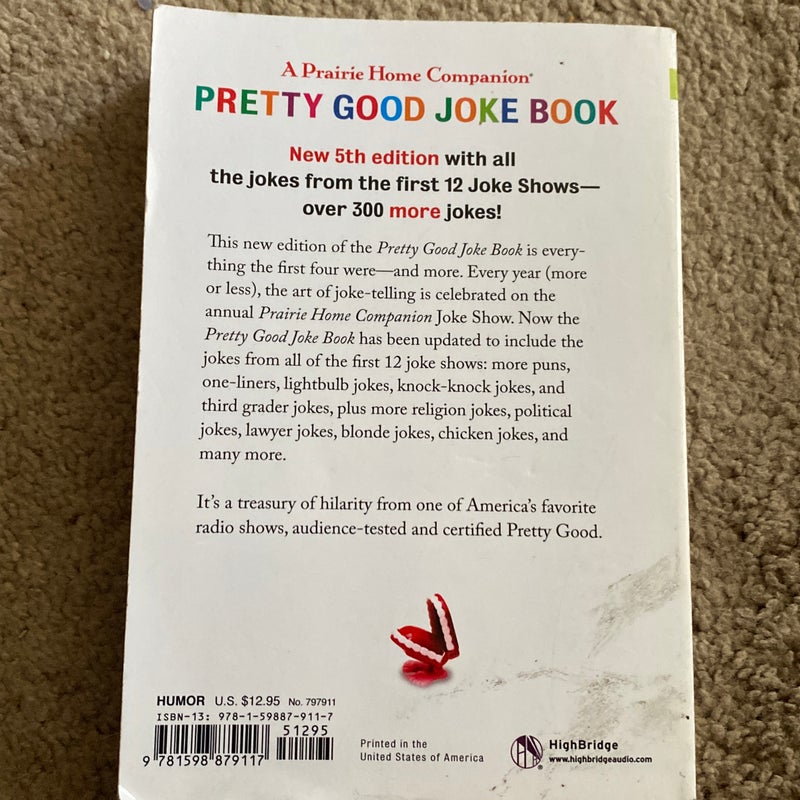 A Prairie Home Companion®
PRETTY GOOD JOKE BOOK
New 5th edition with all
the jokes from the first 12 Joke Shows—
over 300 more jokes!
This new edition of the Pretty Good Joke Book is every-
thing the first four were—and more. Every year (more
or less), the art of joke-telling is celebrated on the
annual Prairie Home Companion Joke Show. Now the
Pretty Good Joke Book has been updated to include the
jokes from all of the first 12 joke shows: more puns,
one-liners, lightbulb jokes, knock-knock jokes, and
third grader jokes, plus more religion jokes, political
jokes, lawyer jokes, blonde jokes, chicken jokes, and
many more.
It's a treasury of hilarity from one of America's favorite
radio shows, audience-tested and certified Pretty Good.
HUMOR U.S. $12.95 No. 797911
ISBN-13: 978-1-59887-911-7
51295
9 781598 879117
Printed in the
United States of America
HighBridge
www.highbridgeaudio.com